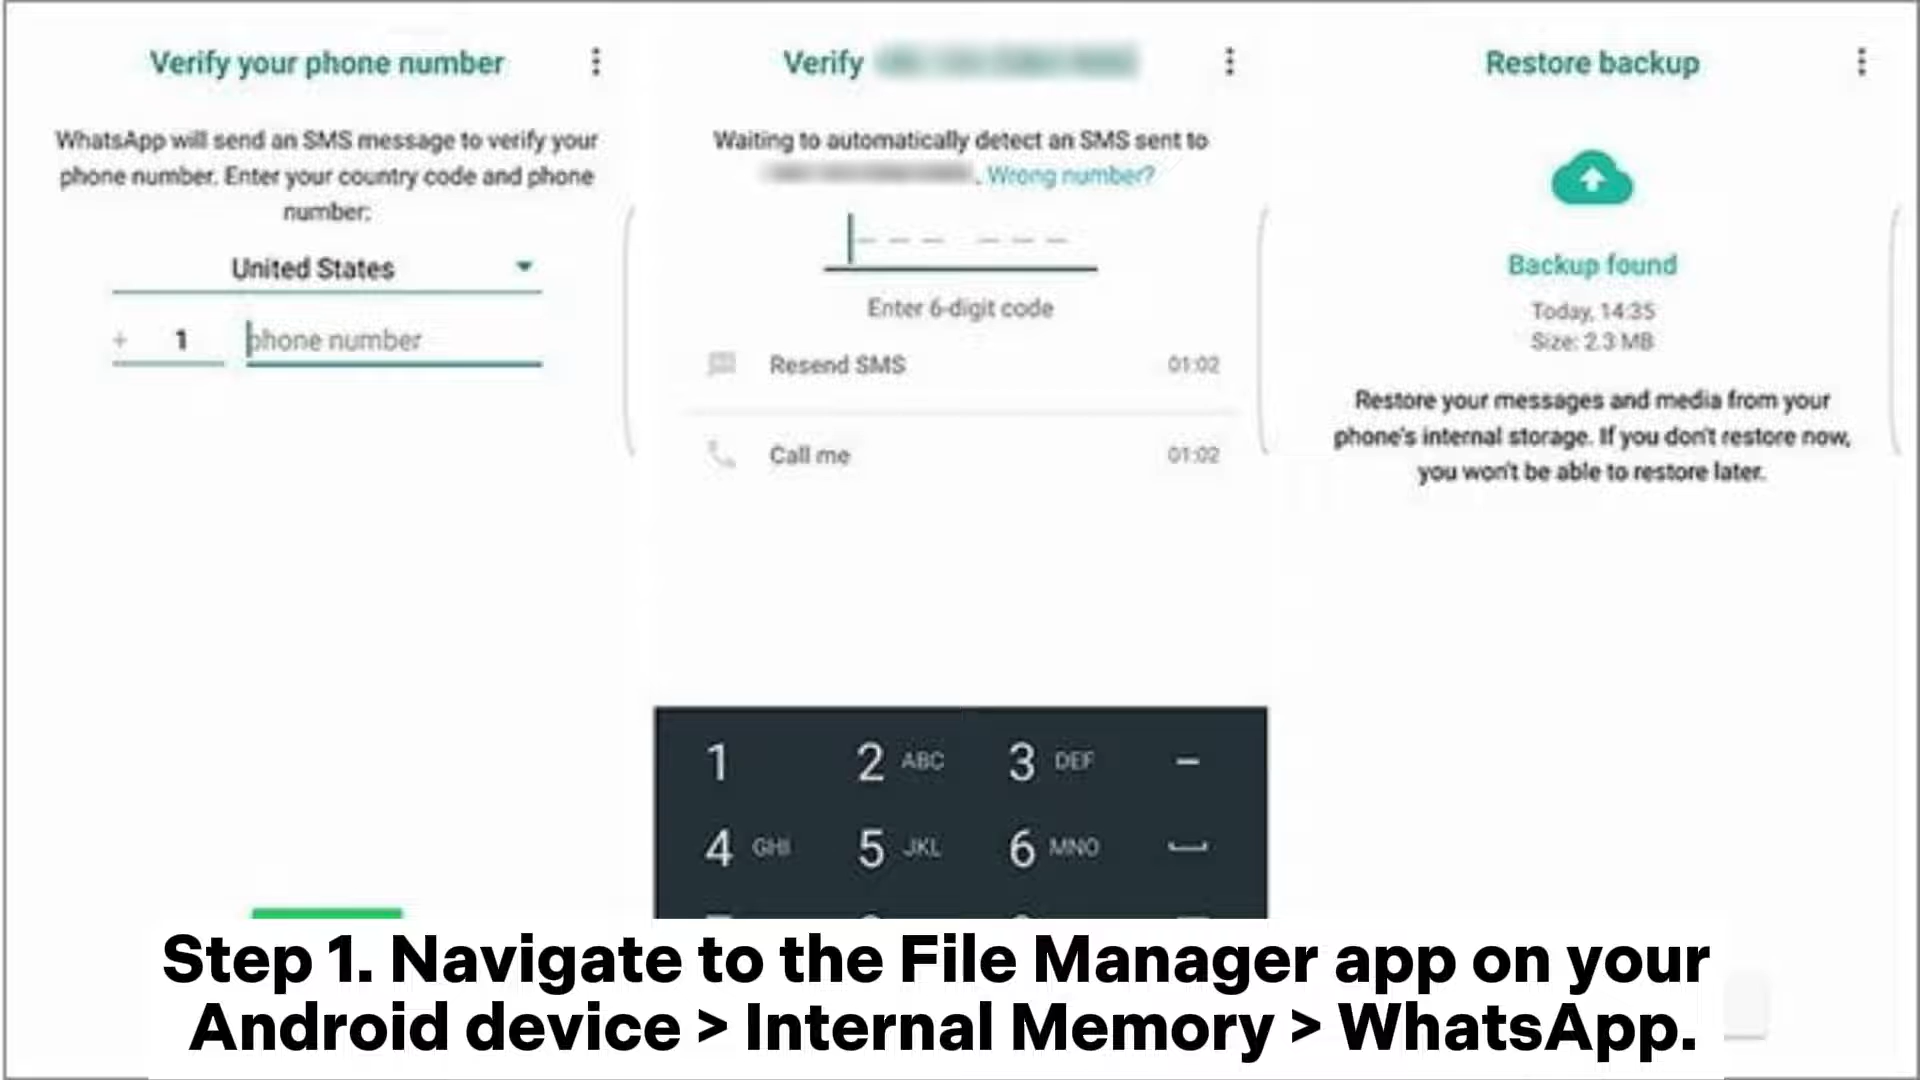 Verify your phone number
WhatsApp will send an SMS message to verify your
phone number. Enter your country code and phone
number:
United States
+ 1 phone number
Verify
Waiting to automatically detect an SMS sent to
. Wrong number?
Enter 6-digit code
Resend SMS 01:02
Call me 01:02
1 2 ABC 3 DEF –
4 GHI 5 JKL 6 MNO
Restore backup
Backup found
Today, 14:35
Size: 2.3 MB
Restore your messages and media from your
phone's internal storage. If you don't restore now,
you won't be able to restore later.
Step 1. Navigate to the File Manager app on your
Android device > Internal Memory > WhatsApp.